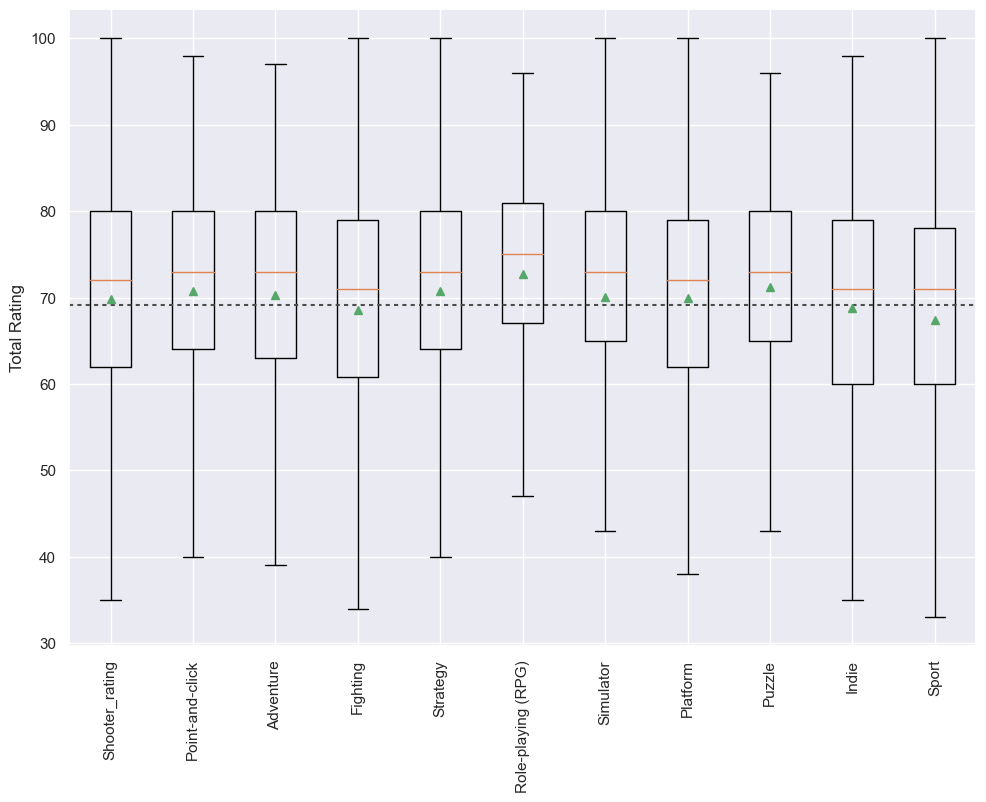 100
90
80
70
60
50
40
30
Total Rating
Shooter_rating
Point-and-click
Adventure
Fighting
Strategy
Role-playing (RPG)
Simulator
Platform
Puzzle
Indie
Sport